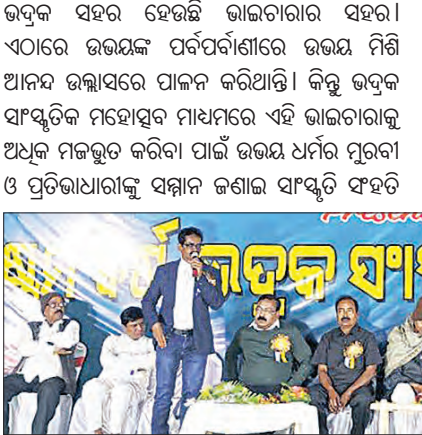 ଭଦ୍ରକ ସହର ହେଉଛି ଭାଇଚାରାର ସହର।
ଏଠାରେ ଉଭୟଙ୍କ ପର୍ବପର୍ବାଣୀରେ ଉଭୟ ମିଶି
ଆନନ୍ଦ ଉଲ୍ଲାସରେ ପାଳନ କରିଥାନ୍ତି। କିନ୍ତୁ ଭଦ୍ରକ
ସାଂସ୍କୃତିକ ମହୋତ୍ସବ ମାଧ୍ୟମରେ ଏହି ଭାଇଚାରାକୁ
ଅଧିକ ମଜଭୁତ କରିବା ପାଇଁ ଉଭୟ ଧର୍ମର ମୁରବୀ
ଓ ପ୍ରତିଭାଧାରୀଙ୍କୁ ସମ୍ମାନ ଜଣାଇ ସାଂସ୍କୃତି ସଂହତି
ଭଦ୍ରକ